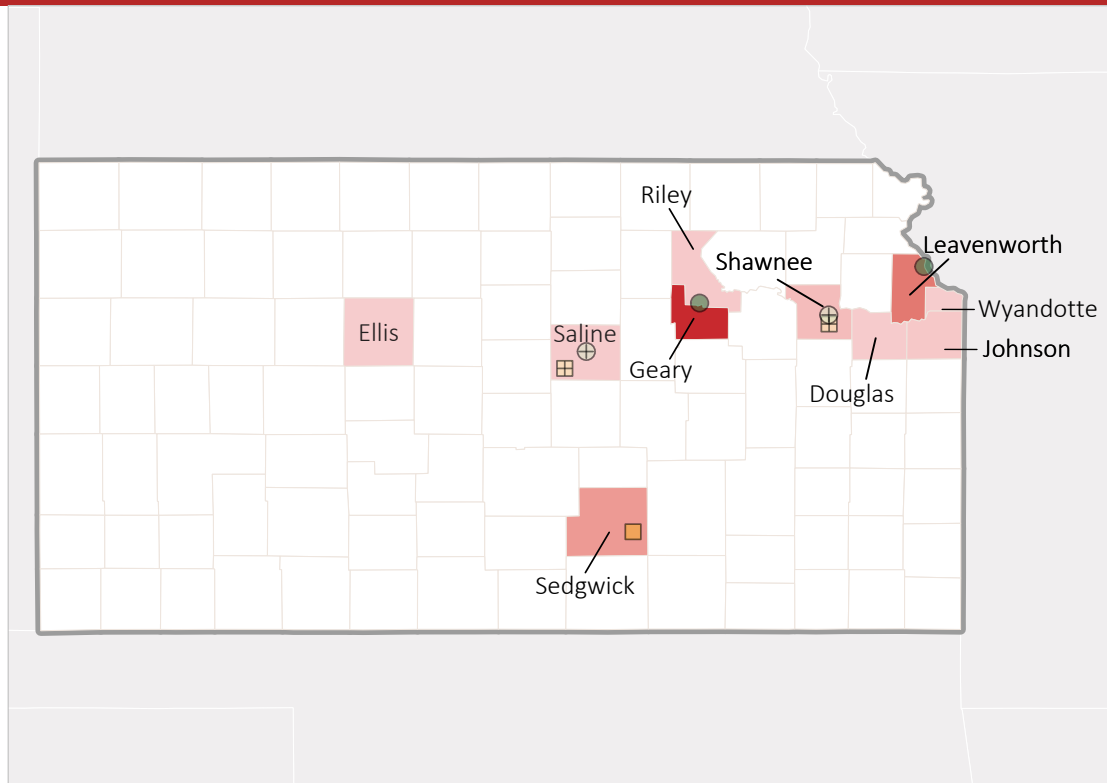 Riley
Leavenworth
Shawnee
Wyandotte
Ellis
Saline
Johnson
Geary
Douglas
Sedgwick